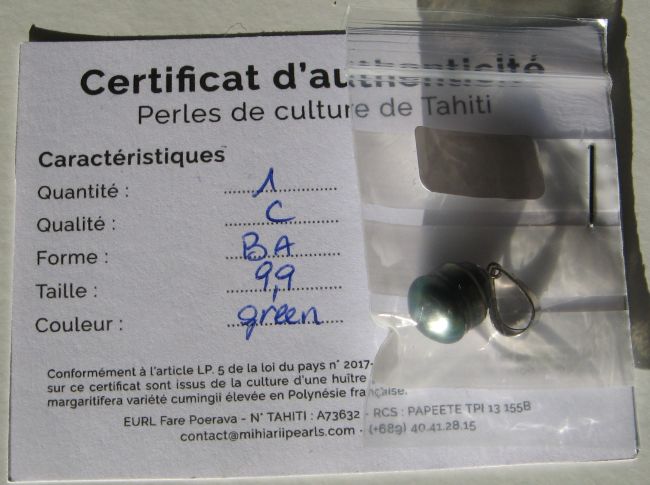 Certificat d'authenticité
Perles de culture de Tahiti
Caractéristiques
Quantité : 1
Qualité : C
Forme : BA
Taille : 9,9
Couleur : green
Conformément à l'article LP. 5 de la loi du pays n° 2017-
sur ce certificat sont issus de la culture d'une huître
margaritifera variété cumingii élevée en Polynésie française.
EURL Fare Poerava - N° TAHITI : A73632 - RCS : PAPEETE TPI 13 155B
contact@mihiariipearls.com - (+689) 40.41.28.15